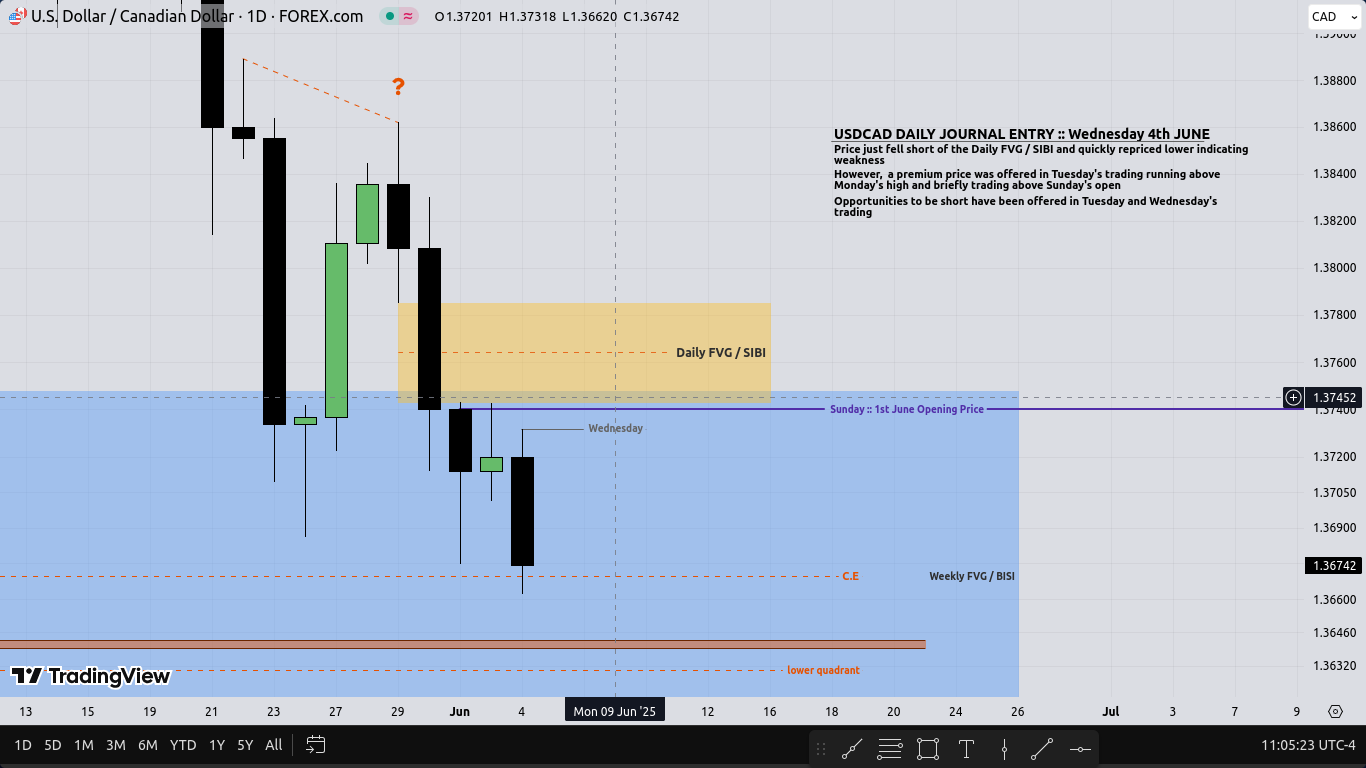 U.S. Dollar / Canadian Dollar · 1D · FOREX.com
O1.37201 H1.37318 L1.36620 C1.36742
CAD
1.39000
1.38800
?
1.38600
USDCAD DAILY JOURNAL ENTRY :: Wednesday 4th JUNE
Price just fell short of the Daily FVG / SIBI and quickly repriced lower indicating
weakness
However, a premium price was offered in Tuesday's trading running above
Monday's high and briefly trading above Sunday's open
Opportunities to be short have been offered in Tuesday and Wednesday's
trading
1.38400
1.38200
1.38000
1.37800
Daily FVG / SIBI
1.37600
1.37452
Sunday :: 1st June Opening Price
1.37400
Wednesday
1.37200
1.37050
1.36900
1.36742
C.E
Weekly FVG / BISI
1.36600
1.36460
lower quadrant
1.36320
TradingView
13 15 19 21 23 25 27 29 Jun 4 Mon 09 Jun '25 12 16 18 20 24 26 Jul 3 7 9
1D 5D 1M 3M 6M YTD 1Y 5Y All
11:05:23 UTC-4